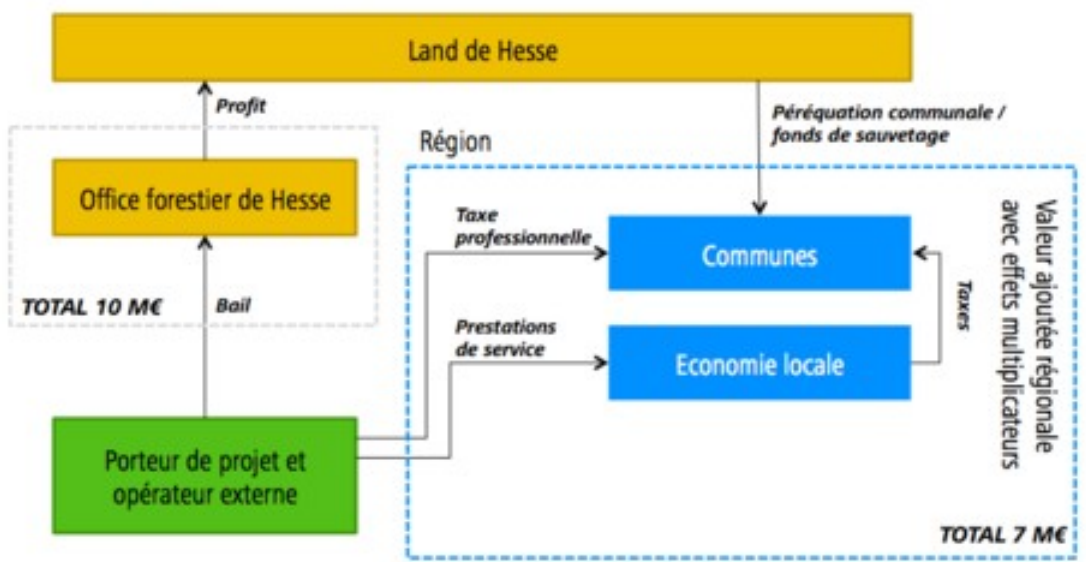 Land de Hesse
Profit
Péréquation communale /
fonds de sauvetage
Région
Office forestier de Hesse
Taxe
professionnelle
Communes
Valeur ajoutée régionale
avec effets multiplicateurs
TOTAL 10 M€
Bail
Taxes
Prestations
de service
Economie locale
Porteur de projet et
opérateur externe
TOTAL 7 M€